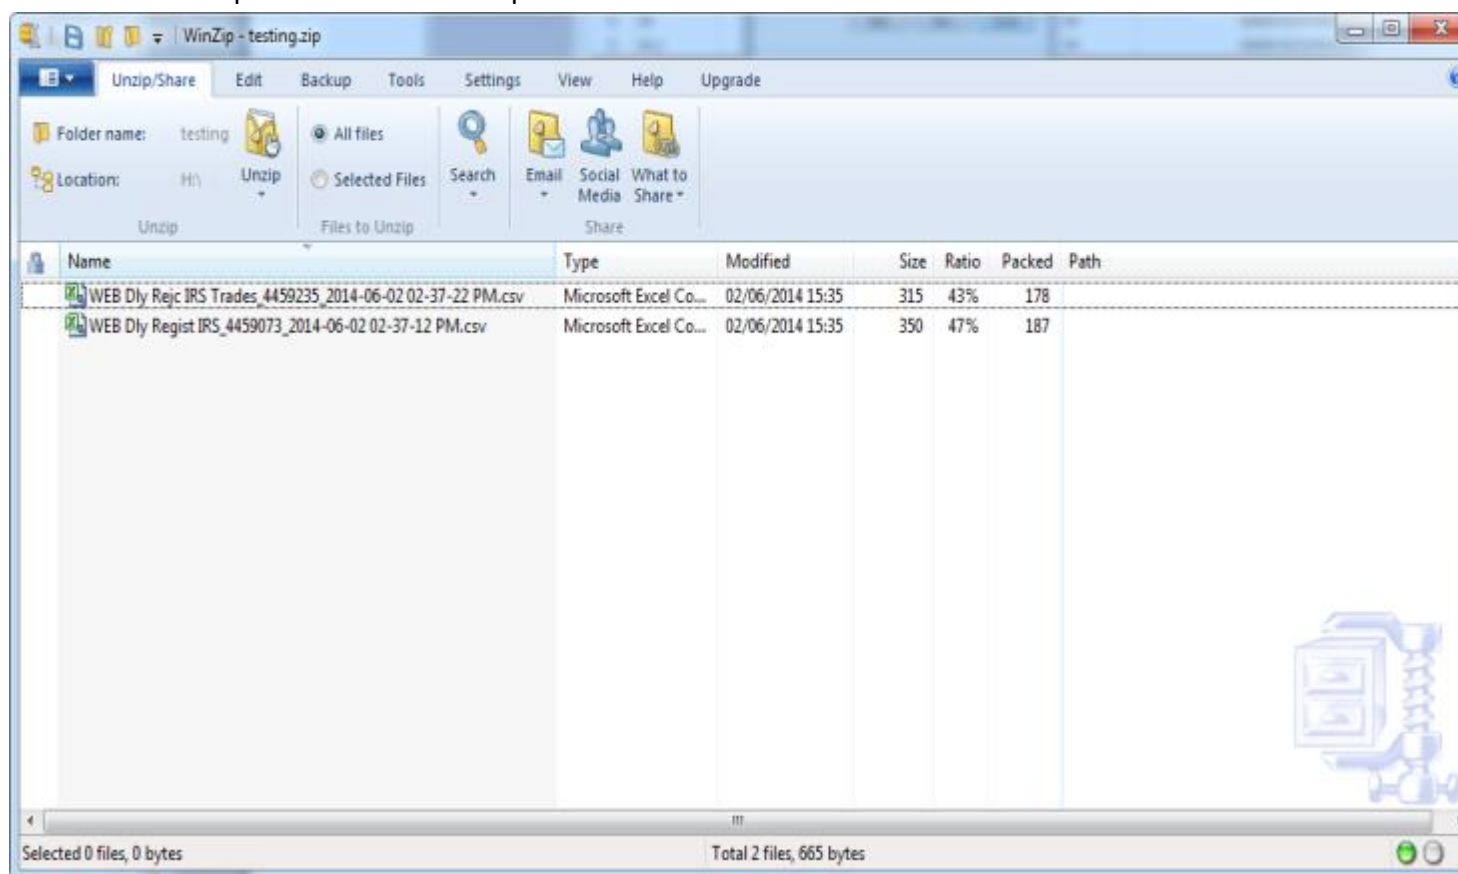 WinZip - testing.zip
Unzip/Share Edit Backup Tools Settings View Help Upgrade
Folder name: testing
Location: H:\
Unzip
All files
Selected Files
Search
Email
Social Media
What to Share
Unzip Files to Unzip Share
Name Type Modified Size Ratio Packed Path
WEB Dly Rejc IRS Trades_4459235_2014-06-02 02-37-22 PM.csv Microsoft Excel Co... 02/06/2014 15:35 315 43% 178
WEB Dly Regist IRS_4459073_2014-06-02 02-37-12 PM.csv Microsoft Excel Co... 02/06/2014 15:35 350 47% 187
Selected 0 files, 0 bytes Total 2 files, 665 bytes